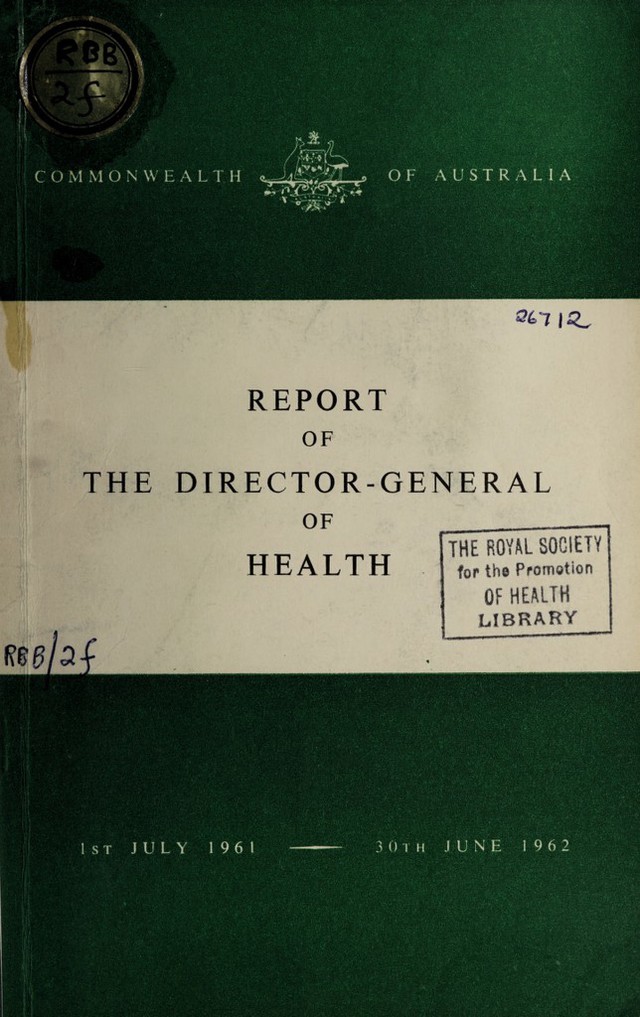 RBB
2f
COMMONWEALTH OF AUSTRALIA
26712
REPORT
OF
THE DIRECTOR-GENERAL
OF
HEALTH
THE ROYAL SOCIETY
for the Promotion
OF HEALTH
LIBRARY
RBB/2f
1ST JULY 1961 — 30TH JUNE 1962